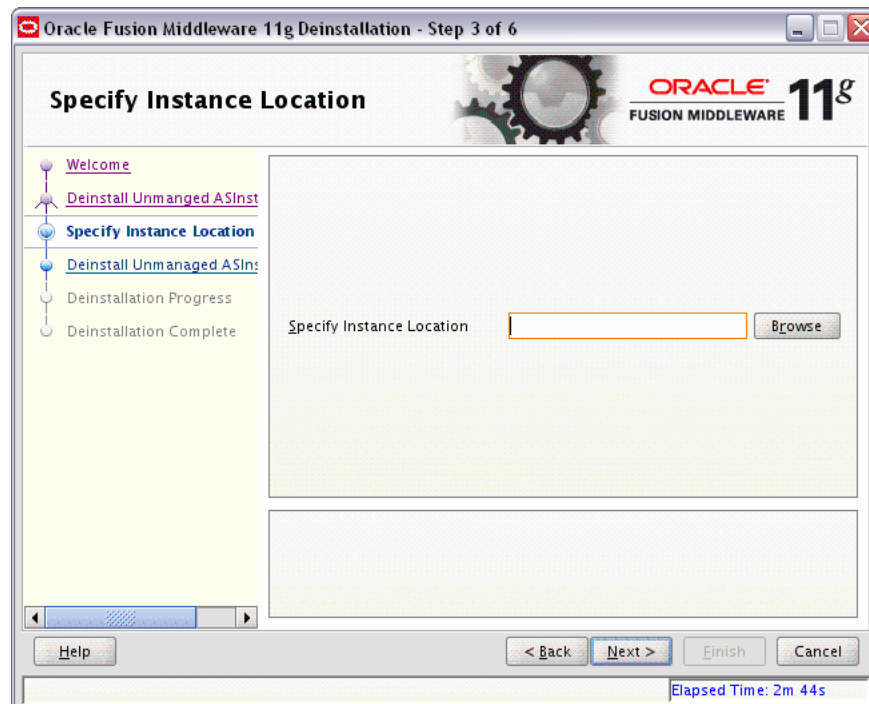 Oracle Fusion Middleware 11g Deinstallation - Step 3 of 6
Specify Instance Location
ORACLE
FUSION MIDDLEWARE
11g
Welcome
Deinstall Unmanged ASInst
Specify Instance Location
Deinstall Unmanaged ASIns
Deinstallation Progress
Deinstallation Complete
Specify Instance Location
Browse
Help
< Back
Next >
Finish
Cancel
Elapsed Time: 2m 44s